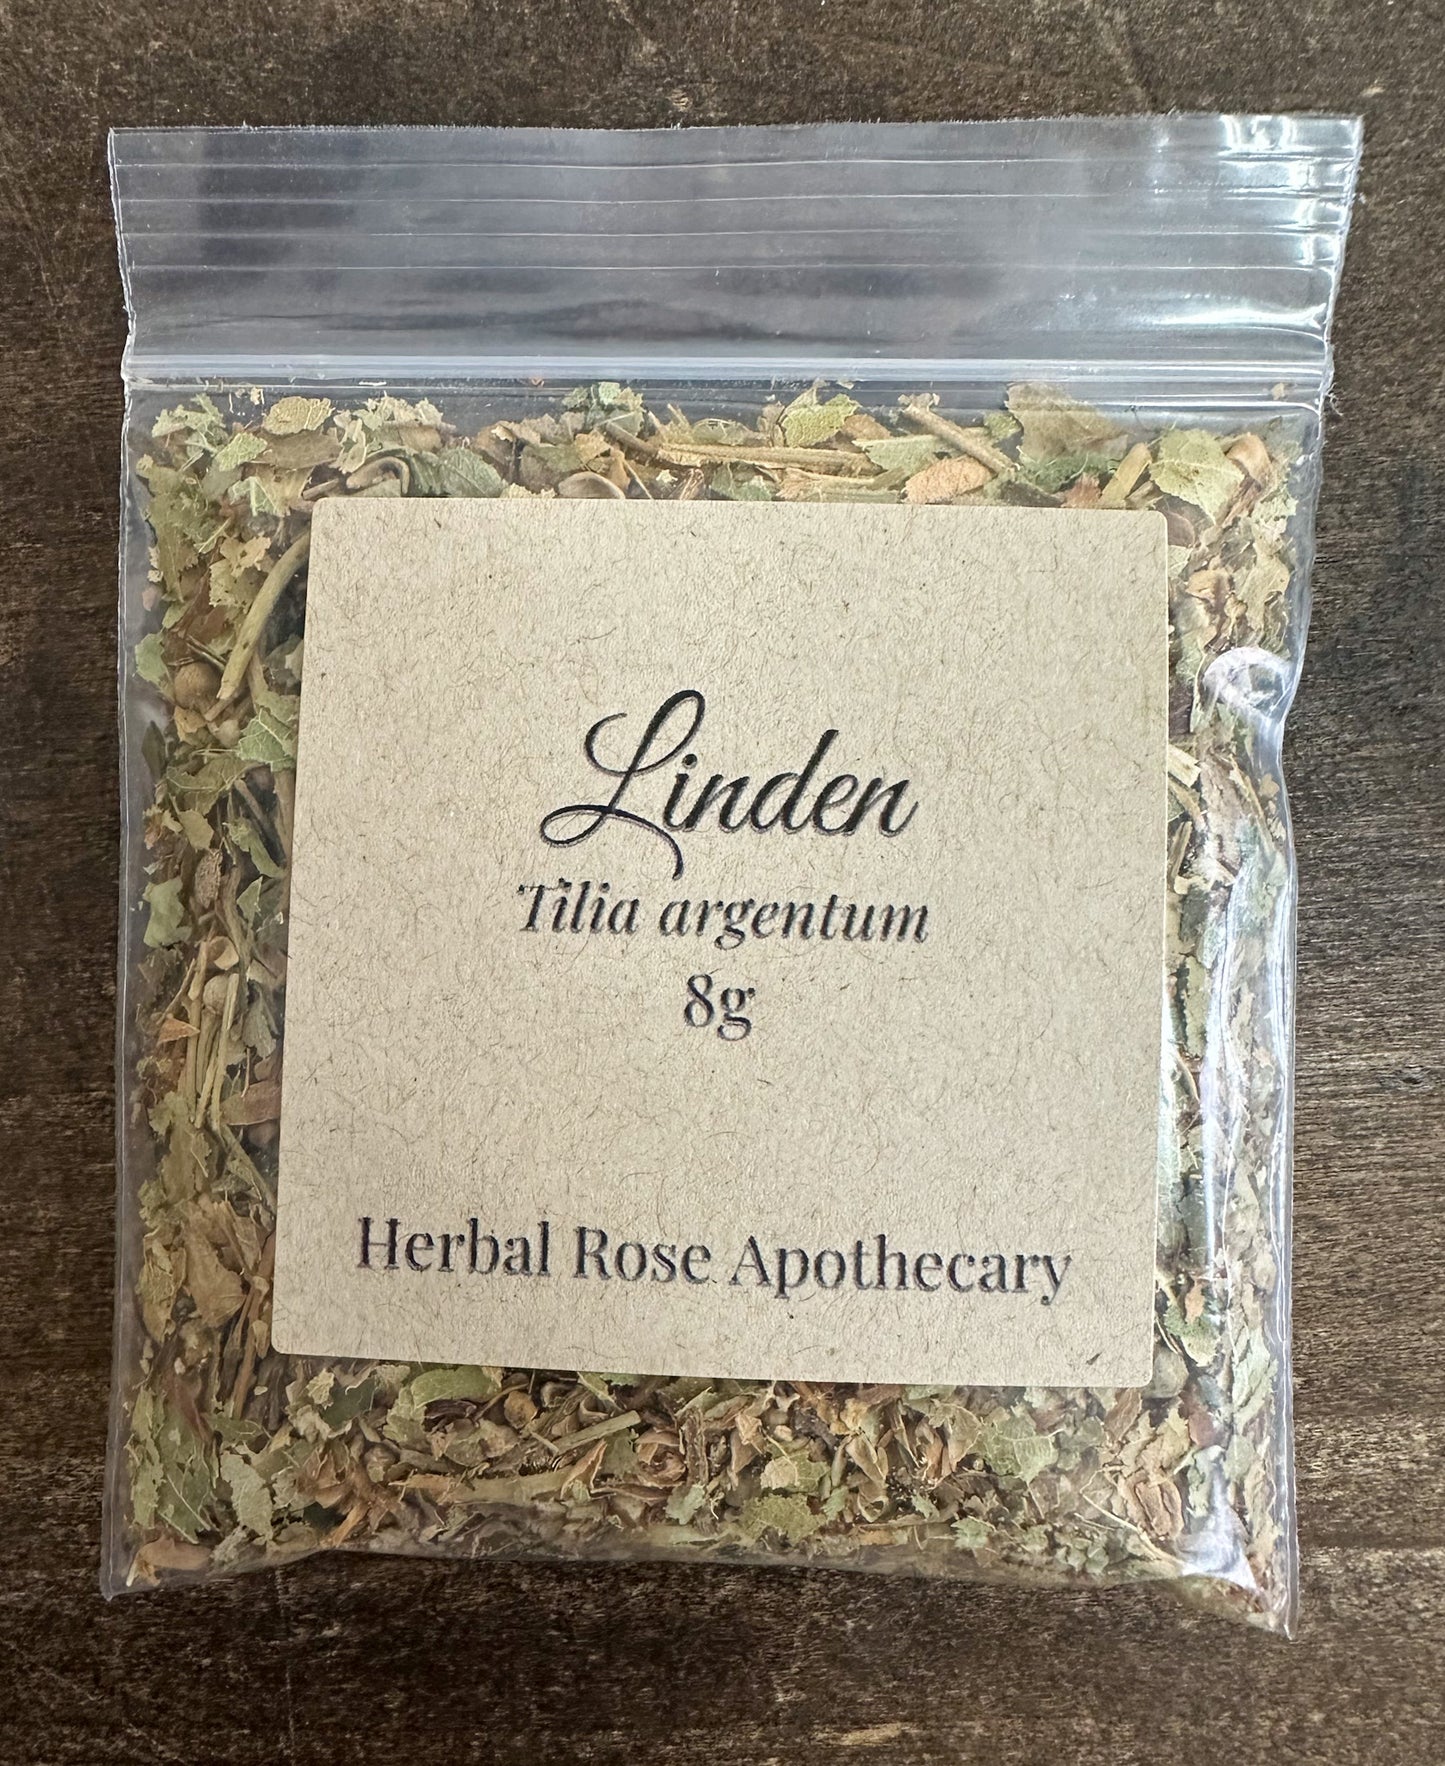 Linden
Tilia argentum
8g
Herbal Rose Apothecary